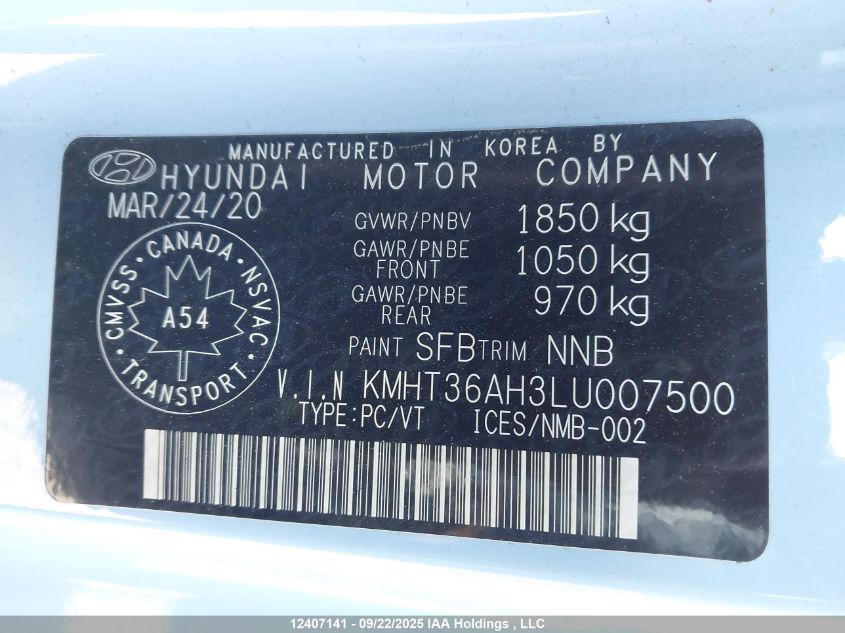 MANUFACTURED IN KOREA BY
HYUNDAI MOTOR COMPANY
MAR/24/20
GVWR/PNBV 1850 kg
GAWR/PNBE FRONT 1050 kg
GAWR/PNBE REAR 970 kg
CANADA
CMVSS · NSVAC
A54
TRANSPORT
PAINT SFB TRIM NNB
V.I.N KMHT36AH3LU007500
TYPE:PC/VT ICES/NMB-002
12407141 - 09/22/2025 IAA Holdings , LLC